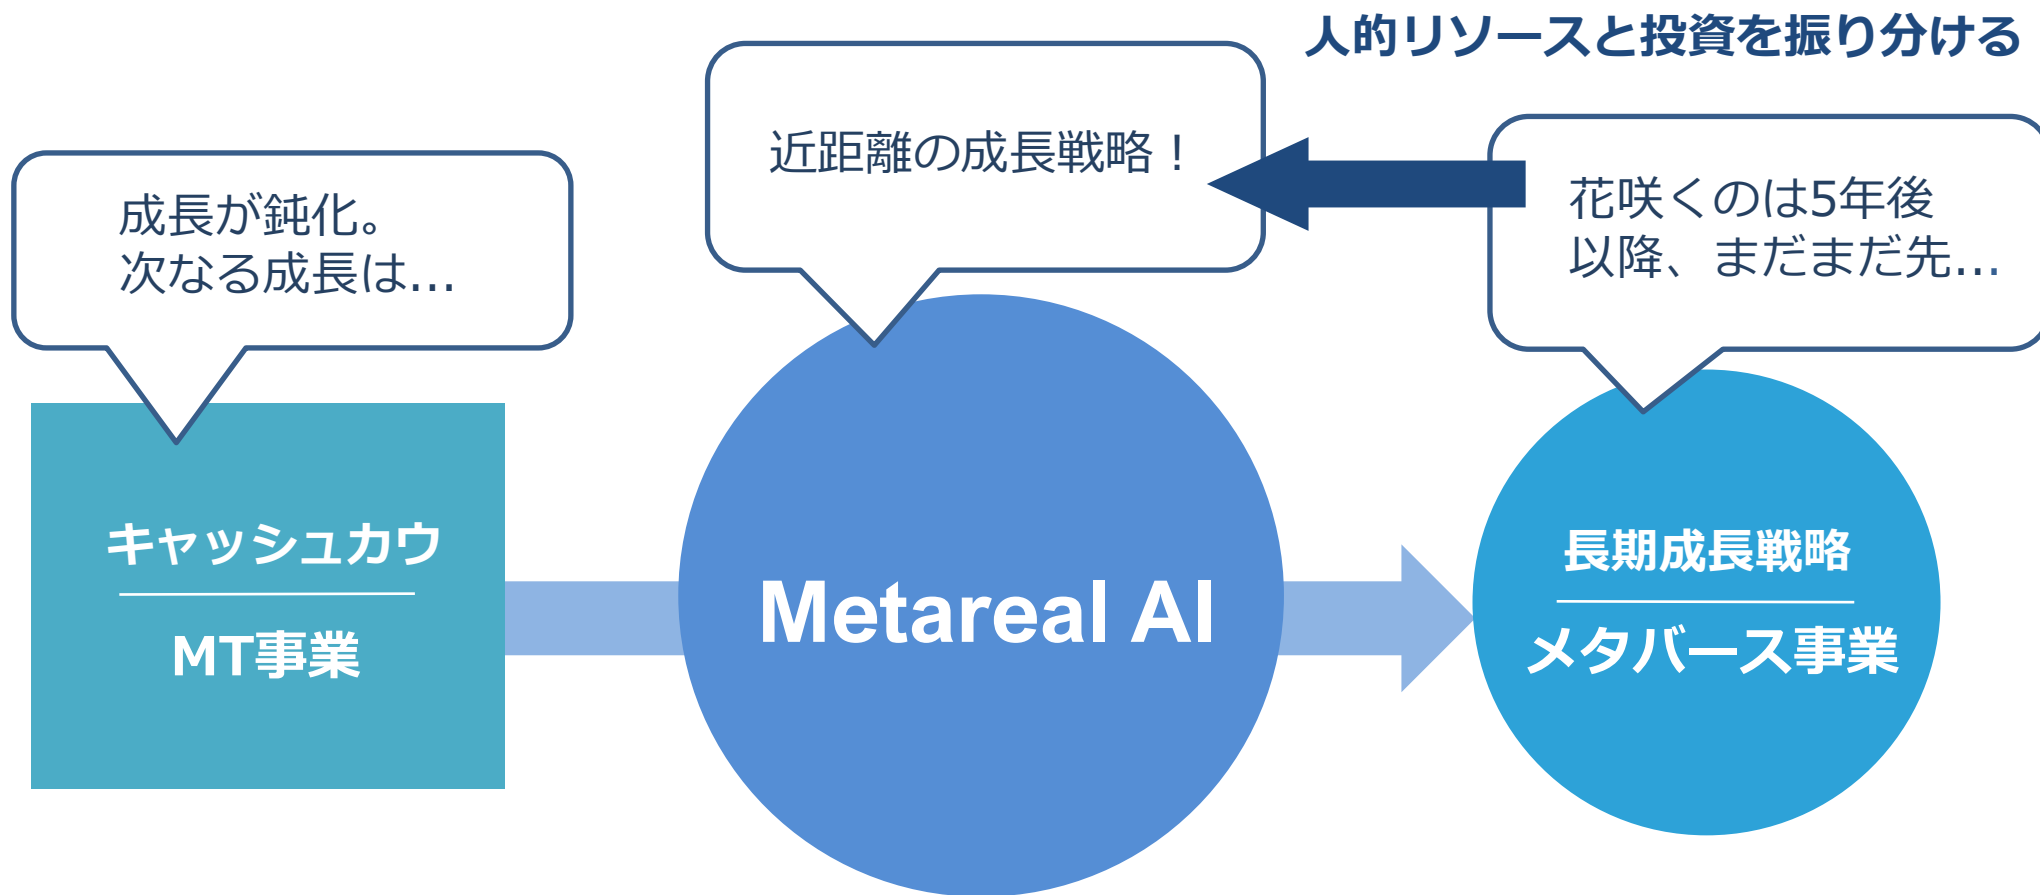 人的リソースと投資を振り分ける
近距離の成長戦略！
成長が鈍化。
次なる成長は…
花咲くのは5年後
以降、まだまだ先…
キャッシュカウ
MT事業
Metareal AI
長期成長戦略
メタバース事業